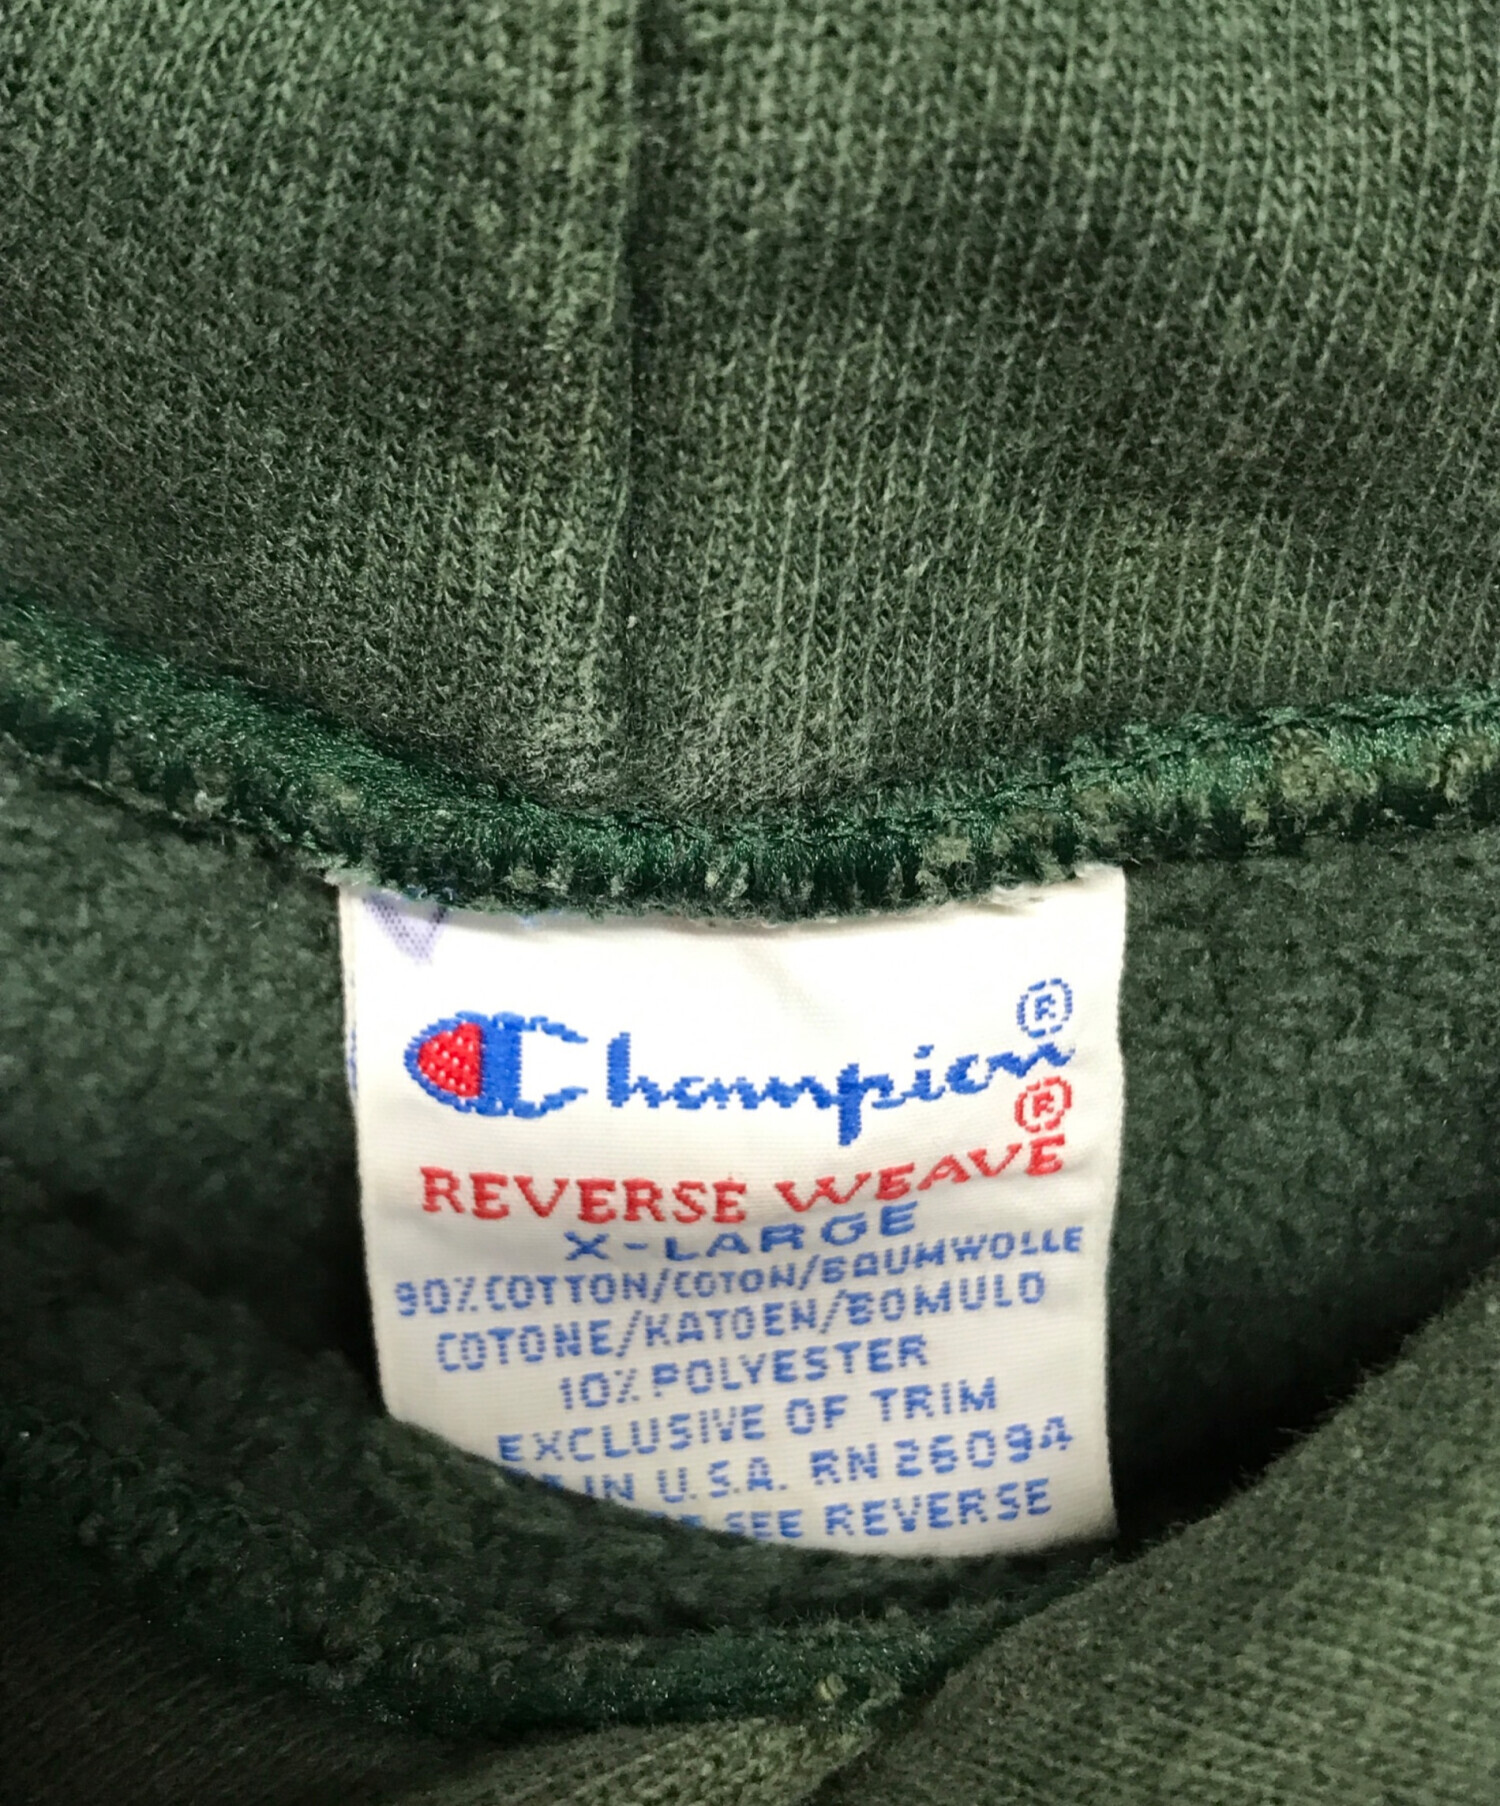 Champion®
REVERSE WEAVE®
X-LARGE
90% COTTON/COTON/BAUMWOLLE
COTONE/KATOEN/BOMULD
10% POLYESTER
EXCLUSIVE OF TRIM
IN U.S.A. RN 26094
SEE REVERSE